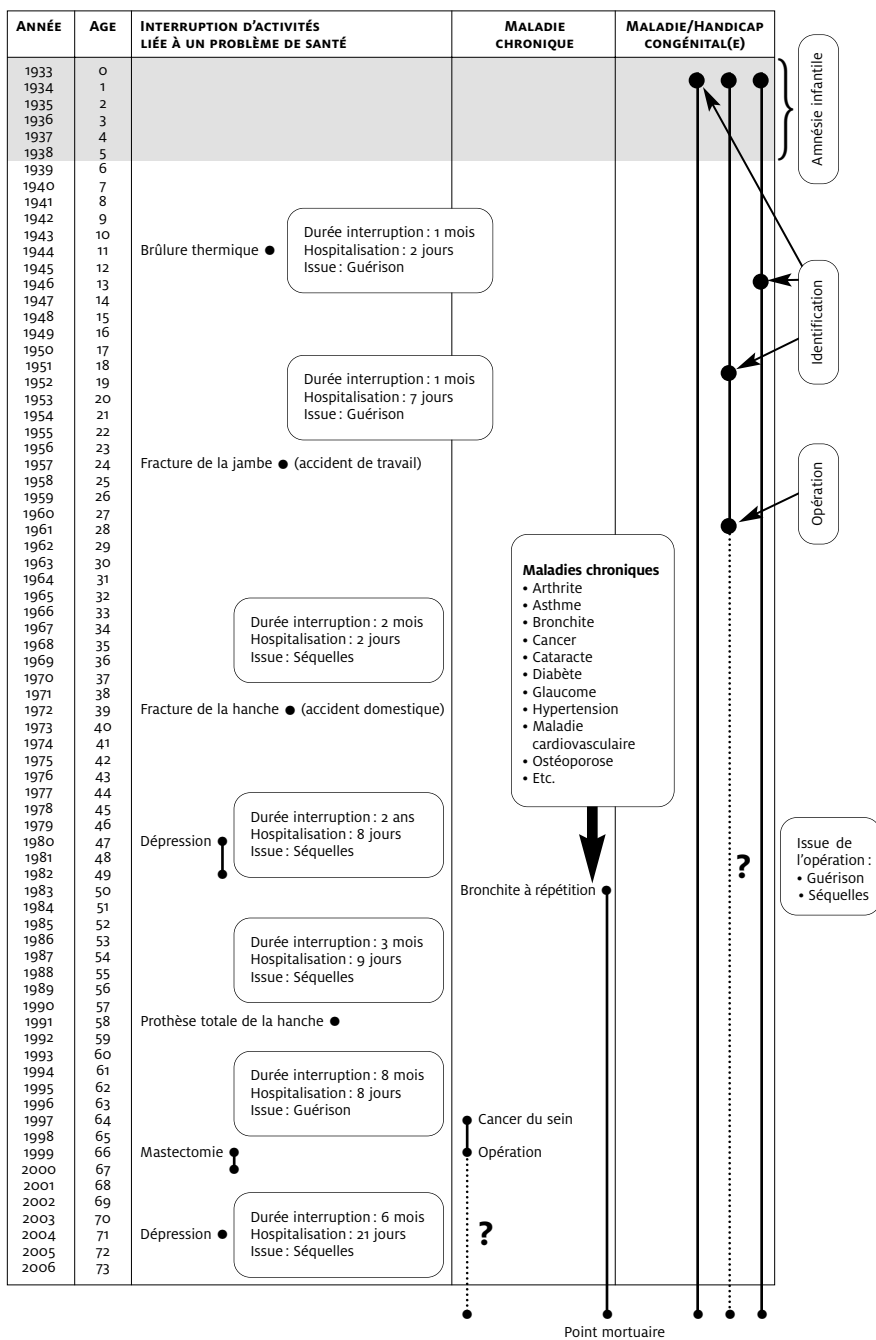 ANNÉE AGE INTERRUPTION D'ACTIVITÉS MALADIE MALADIE/HANDICAP
LIÉE À UN PROBLÈME DE SANTÉ CHRONIQUE CONGÉNITAL(E)
1933 0
1934 1
1935 2
1936 3
1937 4
1938 5
Amnésie infantile
1939 6
1940 7
1941 8
1942 9
1943 10
1944 11 Brûlure thermique
1945 12
1946 13
Durée interruption : 1 mois
Hospitalisation : 2 jours
Issue : Guérison
1947 14
1948 15
1949 16
1950 17
Identification
1951 18
1952 19
1953 20
1954 21
1955 22
Durée interruption : 1 mois
Hospitalisation : 7 jours
Issue : Guérison
1956 23
1957 24 Fracture de la jambe (accident de travail)
1958 25
1959 26
1960 27
1961 28
Opération
1962 29
1963 30
1964 31
1965 32
1966 33
1967 34
1968 35
1969 36
1970 37
Durée interruption : 2 mois
Hospitalisation : 2 jours
Issue : Séquelles
Maladies chroniques
• Arthrite
• Asthme
• Bronchite
• Cancer
• Cataracte
• Diabète
• Glaucome
• Hypertension
• Maladie
cardiovasculaire
• Ostéoporose
• Etc.
1971 38
1972 39 Fracture de la hanche (accident domestique)
1973 40
1974 41
1975 42
1976 43
1977 44
1978 45
1979 46
1980 47 Dépression
1981 48
1982 49
Durée interruption : 2 ans
Hospitalisation : 8 jours
Issue : Séquelles
?
Issue de
l'opération :
• Guérison
• Séquelles
1983 50 Bronchite à répétition
1984 51
1985 52
1986 53
1987 54
1988 55
1989 56
1990 57
Durée interruption : 3 mois
Hospitalisation : 9 jours
Issue : Séquelles
1991 58 Prothèse totale de la hanche
1992 59
1993 60
1994 61
1995 62
1996 63
Durée interruption : 8 mois
Hospitalisation : 8 jours
Issue : Guérison
1997 64 Cancer du sein
1998 65
1999 66 Mastectomie Opération
2000 67
2001 68
2002 69
2003 70
2004 71 Dépression
2005 72
2006 73
Durée interruption : 6 mois
Hospitalisation : 21 jours
Issue : Séquelles
?
Point mortuaire